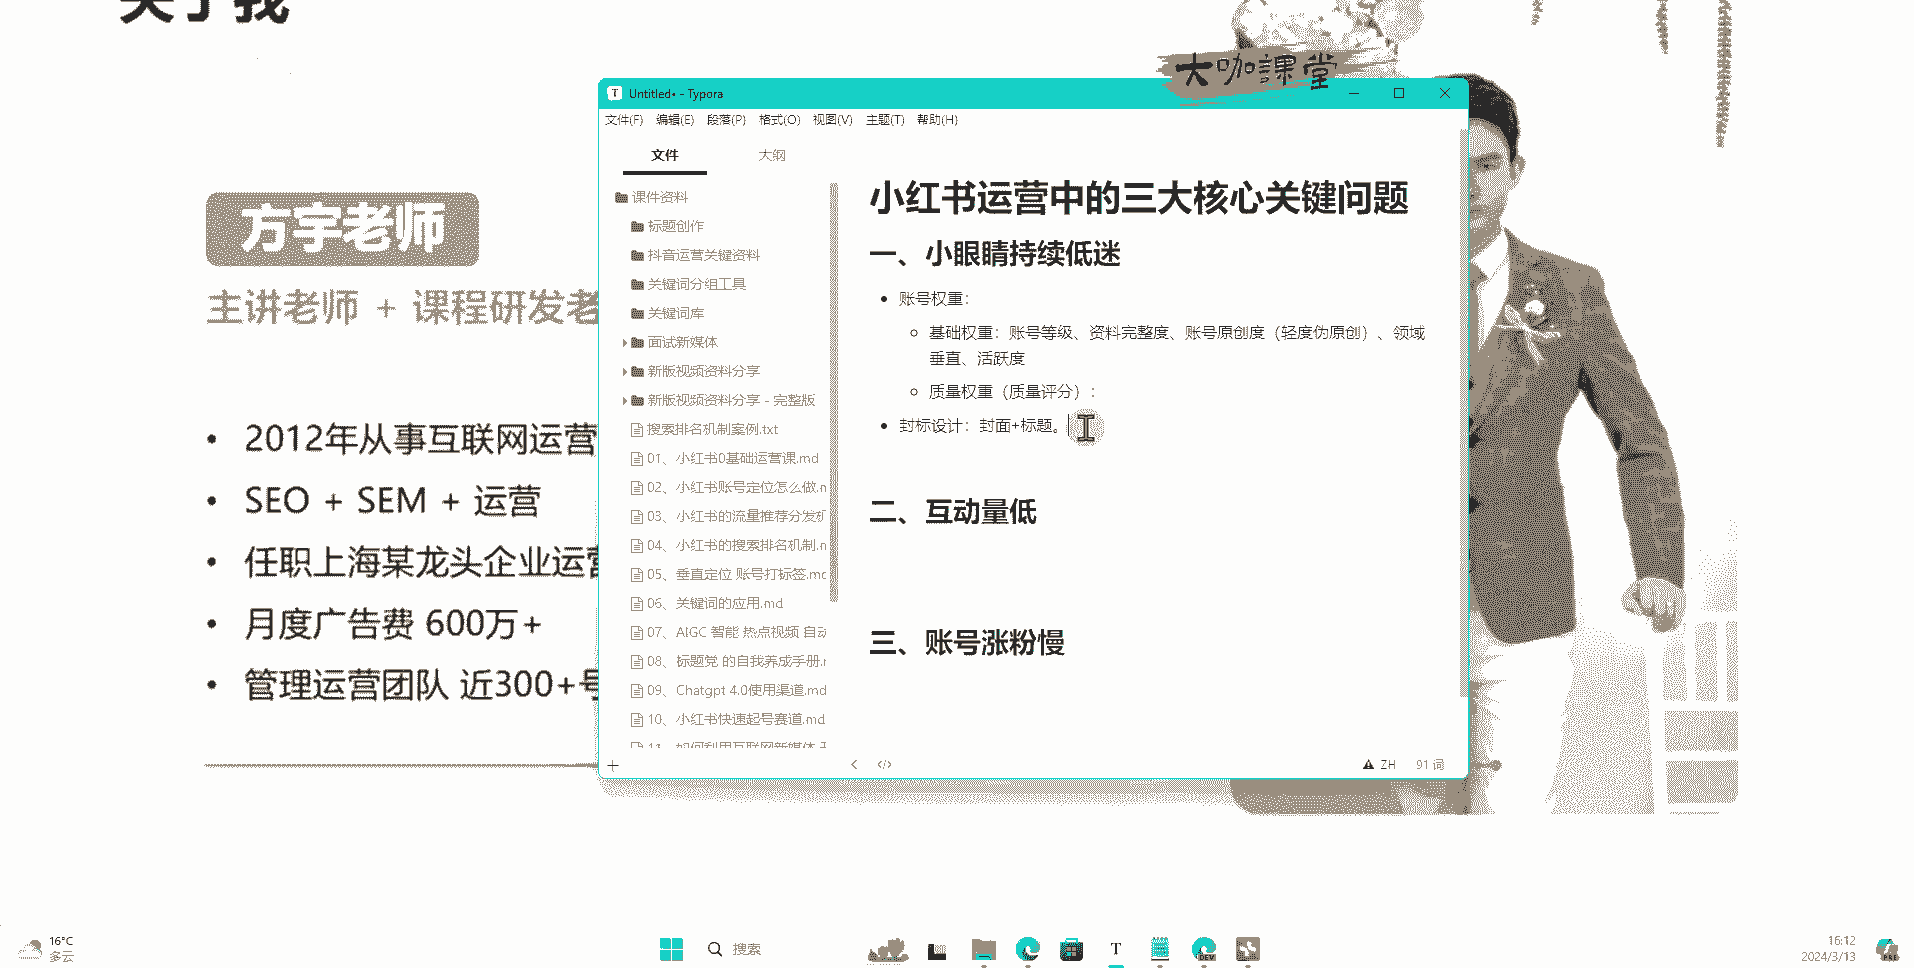 关于我
大咖課堂
方宇老师
主讲老师 + 课程研发老
2012年从事互联网运营
SEO + SEM + 运营
任职上海某龙头企业运营
月度广告费 600万+
管理运营团队 近300+号
Untitled• - Typora
文件(F) 编辑(E) 段落(P) 格式(O) 视图(V) 主题(T) 帮助(H)
文件 大纲
课件资料
标题创作
抖音运营关键资料
关键词分组工具
关键词库
面试新媒体
新版视频资料分享
新版视频资料分享 - 完整版
搜索排名机制案例.txt
01、小红书0基础运营课.md
02、小红书账号定位怎么做.m
03、小红书的流量推荐分发机
04、小红书的搜索排名机制.m
05、垂直定位 账号打标签.md
06、关键词的应用.md
07、AIGC 智能 热点视频 自动
08、标题党 的自我养成手册.m
09、Chatgpt 4.0使用渠道.md
10、小红书快速起号赛道.md
11、如何利用互联网新媒体
小红书运营中的三大核心关键问题
一、小眼睛持续低迷
账号权重：
基础权重：账号等级、资料完整度、账号原创度（轻度伪原创）、领域
垂直、活跃度
质量权重（质量评分）：
封标设计：封面+标题。
二、互动量低
三、账号涨粉慢
ZH 91 词
16°C
多云
搜索
T
DEV
16:12
2024/3/13
PRE